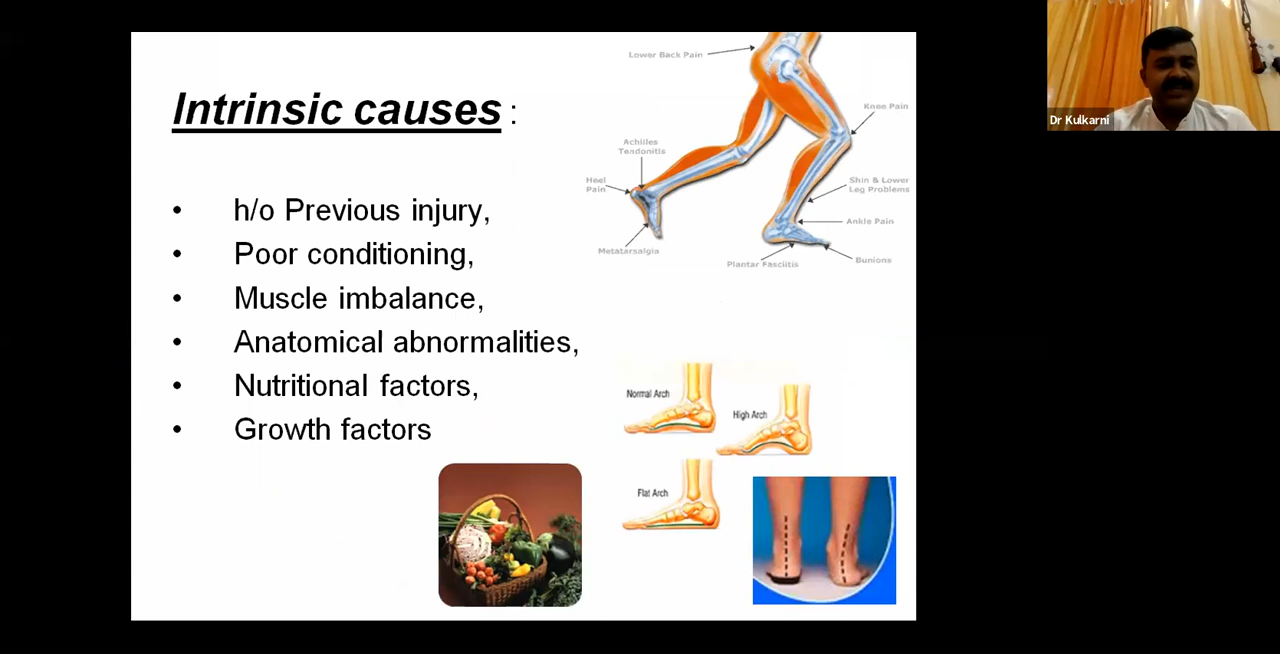 Intrinsic causes :
• h/o Previous injury,
• Poor conditioning,
• Muscle imbalance,
• Anatomical abnormalities,
• Nutritional factors,
• Growth factors
Lower Back Pain
Knee Pain
Achilles
Tendonitis
Heel
Pain
Shin & Lower
Leg Problems
Ankle Pain
Metatarsalgia
Plantar Fasciitis
Bunions
Normal Arch
High Arch
Flat Arch
Dr Kulkarni